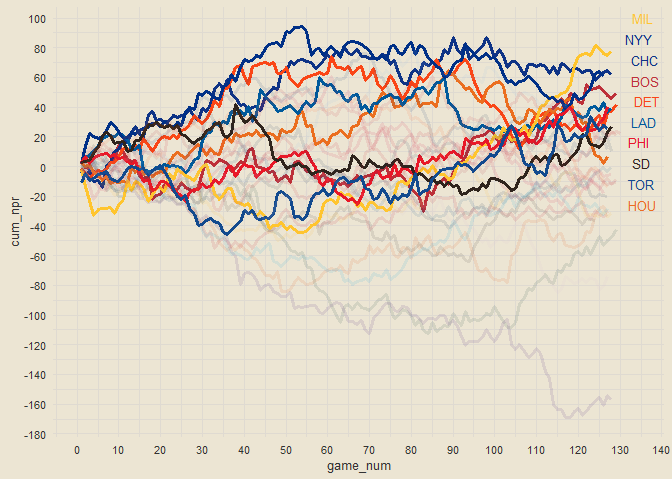 100
80
60
40
20
0
-20
-40
-60
-80
-100
-120
-140
-160
-180
cum_npr
0 10 20 30 40 50 60 70 80 90 100 110 120 130 140
game_num
MIL
NYY
CHC
BOS
DET
LAD
PHI
SD
TOR
HOU